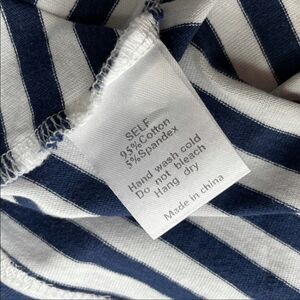 SELF
95%Cotton
5%Spandex
Hand wash cold
Do not bleach
Hang dry
Made in china